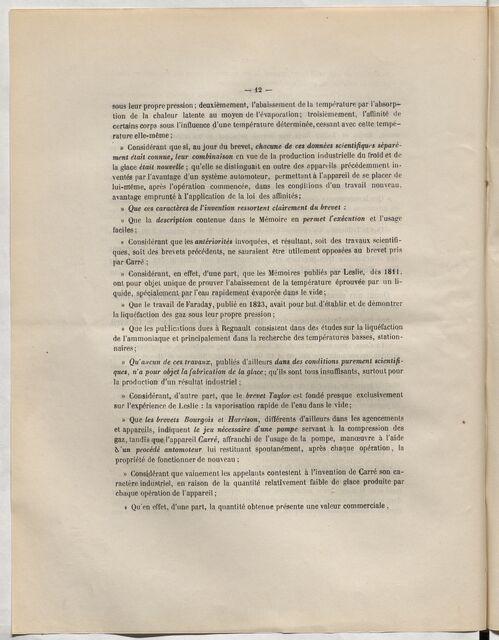 — 12 —
sous leur propre pression; deuxièmement, l'abaissement de la température par l'absorp-
tion de la chaleur latente au moyen de l'évaporation; troisièmement, l'affinité de
certains corps sous l'influence d'une température déterminée, cessant avec cette tempé-
rature elle-même;
» Considérant que si, au jour du brevet, chacune de ces données scientifiques séparé-
ment était connue, leur combinaison en vue de la production industrielle du froid et de
la glace était nouvelle; qu'elle se distinguait en outre des appareils précédemment in-
ventés par l'avantage d'un système automoteur, permettant à l'appareil de se placer de
lui-même, après l'opération commencée, dans les conditions d'un travail nouveau,
avantage emprunté à l'application de la loi des affinités;
» Que ces caractères de l'invention ressortent clairement du brevet :
» Que la description contenue dans le Mémoire en permet l'exécution et l'usage
faciles;
» Considérant que les antériorités invoquées, et résultant, soit des travaux scientifi-
ques, soit des brevets précédents, ne sauraient être utilement opposées au brevet pris
par Carré;
» Considérant, en effet, d'une part, que les Mémoires publiés par Leslie, dès 1811,
ont pour objet unique de prouver l'abaissement de la température éprouvée par un li-
quide, spécialement par l'eau rapidement évaporée dans le vide;
» Que le travail de Faraday, publié en 1823, avait pour but d'établir et de démontrer
la liquéfaction des gaz sous leur propre pression;
» Que les publications dues à Regnault consistent dans des études sur la liquéfaction
de l'ammoniaque et principalement dans la recherche des températures basses, station-
naires;
» Qu'aucun de ces travaux, publiés d'ailleurs dans des conditions purement scientifi-
ques, n'a pour objet la fabrication de la glace; qu'ils sont tous insuffisants, surtout pour
la production d'un résultat industriel;
» Considérant, d'autre part, que le brevet Taylor est fondé presque exclusivement
sur l'expérience de Leslie : la vaporisation rapide de l'eau dans le vide;
» Que les brevets Bourgois et Harrison, différents d'ailleurs dans les agencements
et appareils, indiquent le jeu nécessaire d'une pompe servant à la compression des
gaz, tandis que l'appareil Carré, affranchi de l'usage de la pompe, manœuvre à l'aide
d'un procédé antomoteur lui restituant spontanément, après chaque opération, la
propriété de fonctionner de nouveau;
» Considérant que vainement les appelants contestent à l'invention de Carré son ca-
ractère industriel, en raison de la quantité relativement faible de glace produite par
chaque opération de l'appareil;
» Qu'en effet, d'une part, la quantité obtenue présente une valeur commerciale,